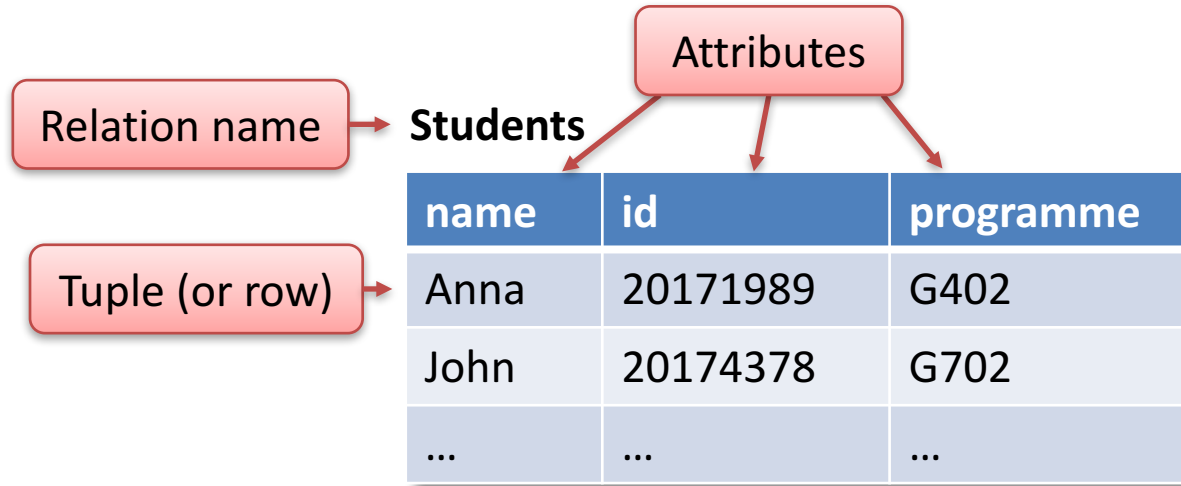 Attributes
Relation name
Students
name id programme
Tuple (or row)
Anna 20171989 G402
John 20174378 G702
... ... ...